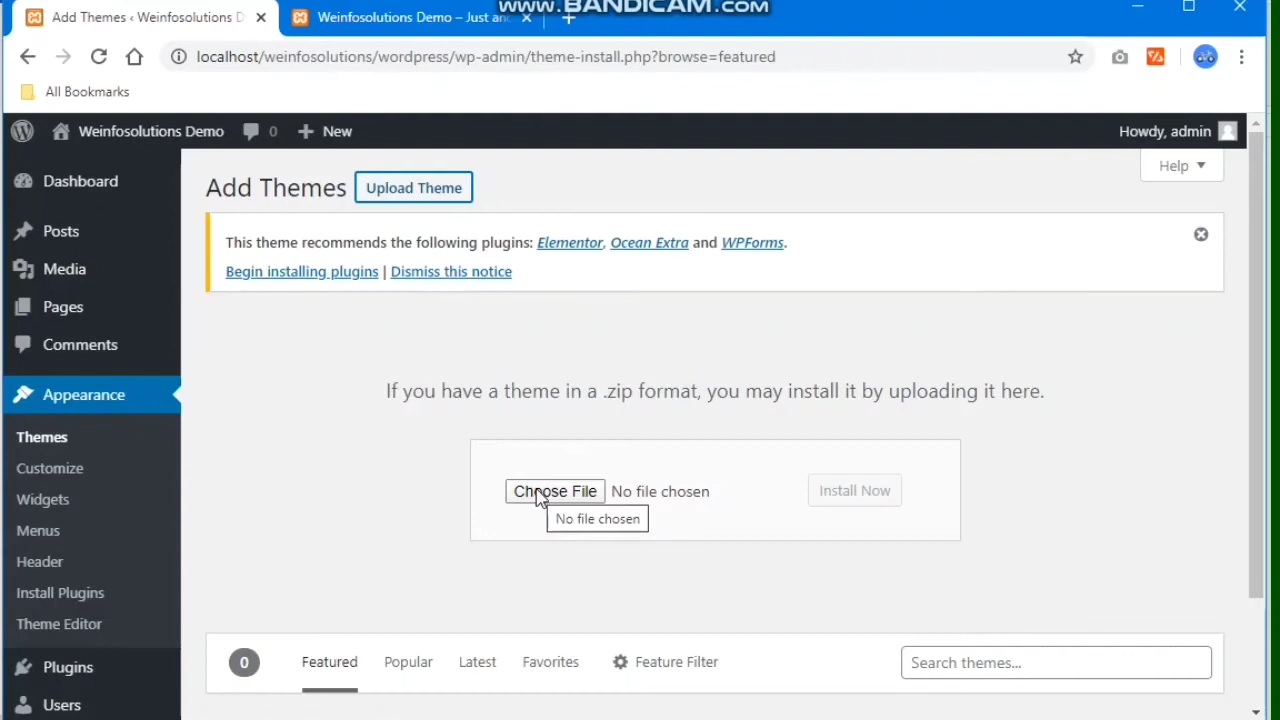 www.BANDICAM.com
Add Themes ‹ Weinfosolutions D
Weinfosolutions Demo – Just an
localhost/weinfosolutions/wordpress/wp-admin/theme-install.php?browse=featured
All Bookmarks
Weinfosolutions Demo 0 + New Howdy, admin
Help
Dashboard
Posts
Media
Pages
Comments
Appearance
Themes
Customize
Widgets
Menus
Header
Install Plugins
Theme Editor
Plugins
Users
Add Themes Upload Theme
This theme recommends the following plugins: Elementor, Ocean Extra and WPForms.
Begin installing plugins | Dismiss this notice
If you have a theme in a .zip format, you may install it by uploading it here.
Choose File No file chosen Install Now
No file chosen
0 Featured Popular Latest Favorites Feature Filter Search themes...